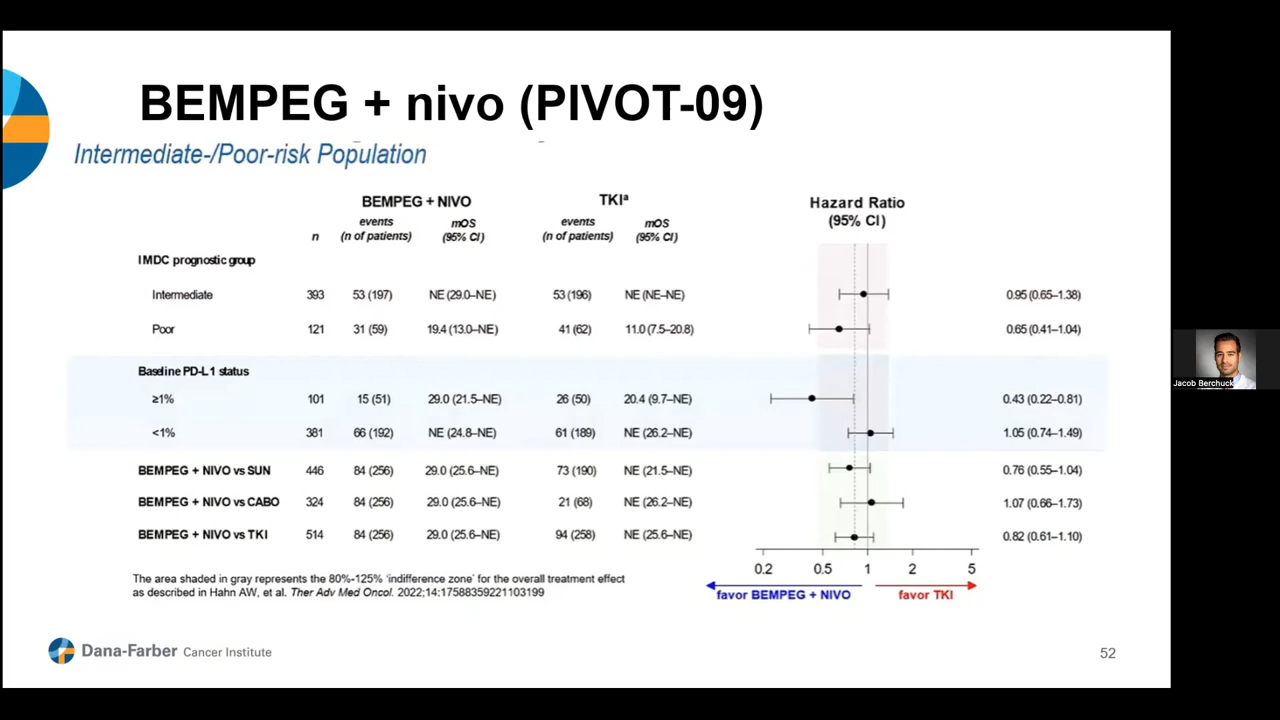 BEMPEG + nivo (PIVOT-09)
Intermediate-/Poor-risk Population
BEMPEG + NIVO TKIᵃ Hazard Ratio (95% CI)
n events (n of patients) mOS (95% CI) events (n of patients) mOS (95% CI)
IMDC prognostic group
Intermediate 393 53 (197) NE (29.0–NE) 53 (196) NE (NE–NE) 0.95 (0.65–1.38)
Poor 121 31 (59) 19.4 (13.0–NE) 41 (62) 11.0 (7.5–20.8) 0.65 (0.41–1.04)
Baseline PD-L1 status
≥1% 101 15 (51) 29.0 (21.5–NE) 26 (50) 20.4 (9.7–NE) 0.43 (0.22–0.81)
<1% 381 66 (192) NE (24.8–NE) 61 (189) NE (26.2–NE) 1.05 (0.74–1.49)
BEMPEG + NIVO vs SUN 446 84 (256) 29.0 (25.6–NE) 73 (190) NE (21.5–NE) 0.76 (0.55–1.04)
BEMPEG + NIVO vs CABO 324 84 (256) 29.0 (25.6–NE) 21 (68) NE (26.2–NE) 1.07 (0.66–1.73)
BEMPEG + NIVO vs TKI 514 84 (256) 29.0 (25.6–NE) 94 (258) NE (25.6–NE) 0.82 (0.61–1.10)
0.2 0.5 1 2 5
favor BEMPEG + NIVO favor TKI
The area shaded in gray represents the 80%-125% 'indifference zone' for the overall treatment effect
as described in Hahn AW, et al. Ther Adv Med Oncol. 2022;14:17588359221103199
Dana-Farber Cancer Institute
52
Jacob Berchuck